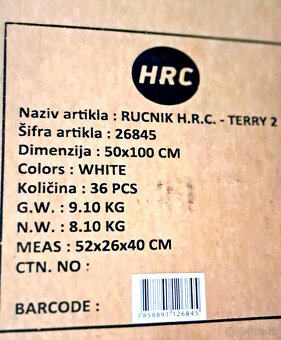 HRC
Naziv artikla : RUCNIK H.R.C. - TERRY 2
Šifra artikla : 26845
Dimenzija : 50x100 CM
Colors : WHITE
Količina : 36 PCS
G.W. : 9.10 KG
N.W. : 8.10 KG
MEAS : 52x26x40 CM
CTN. NO :
BARCODE :
7858891126845